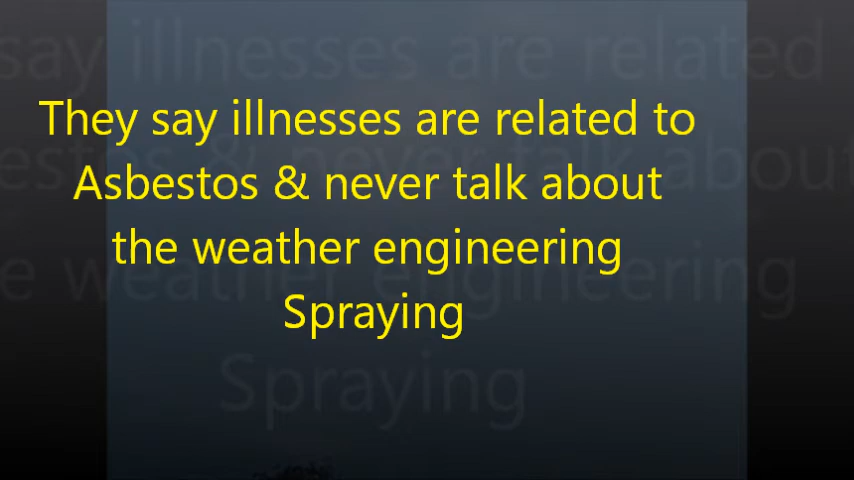 They say illnesses are related to
Asbestos & never talk about
the weather engineering
Spraying